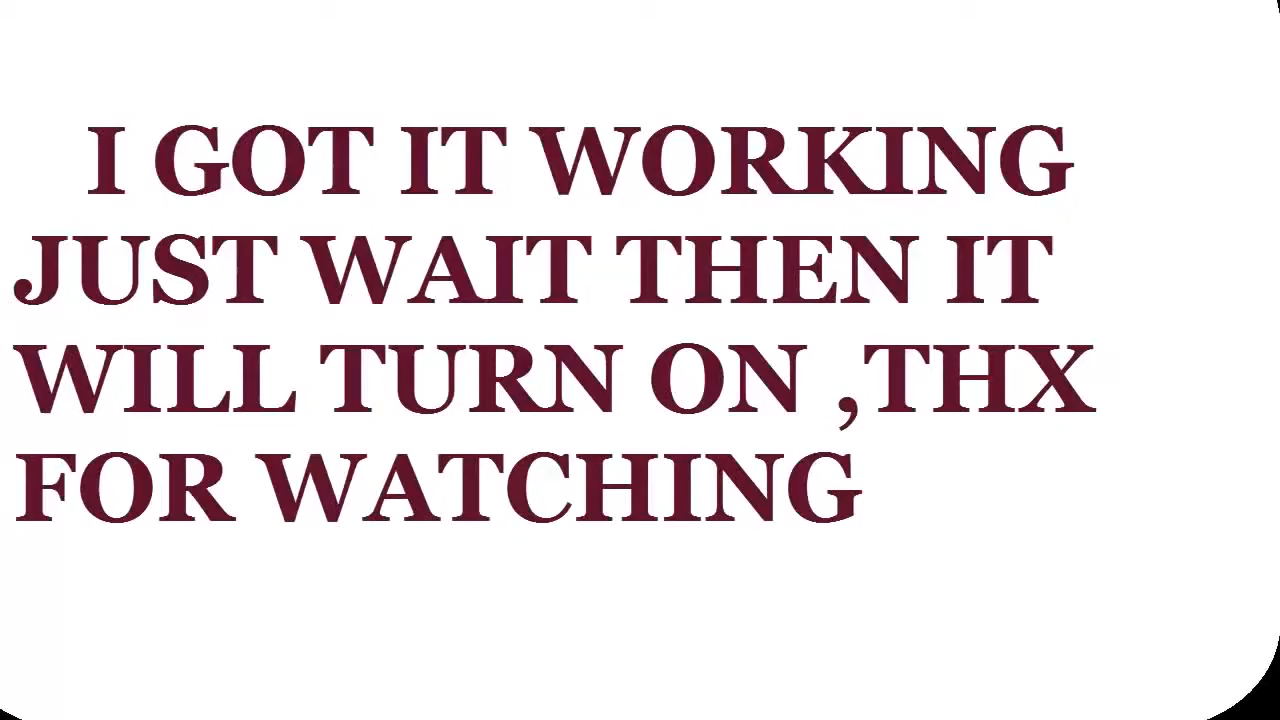 I GOT IT WORKING
JUST WAIT THEN IT
WILL TURN ON ,THX
FOR WATCHING